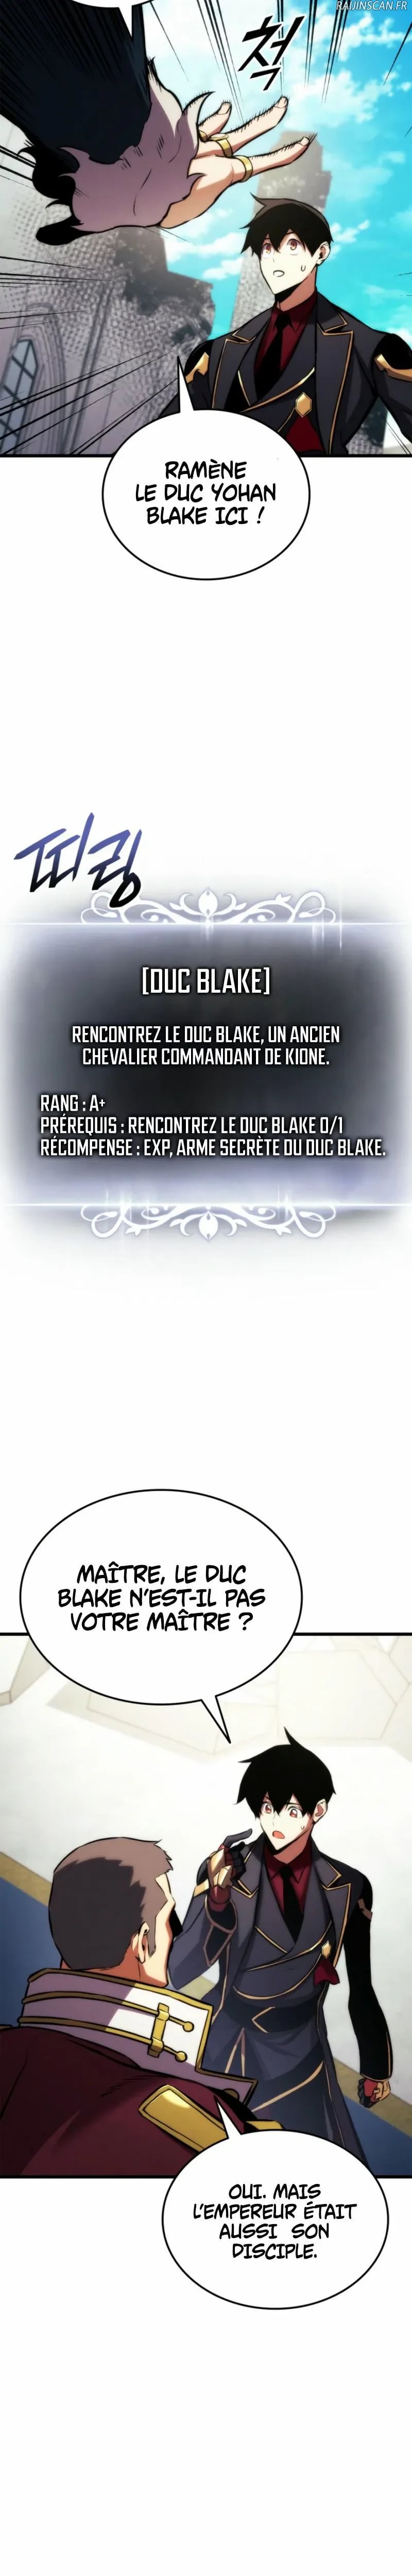 RAIJINSCAN.FR
척
RAMÈNE
LE DUC YOHAN
BLAKE ICI !
띠링
[DUC BLAKE]
RENCONTREZ LE DUC BLAKE, UN ANCIEN
CHEVALIER COMMANDANT DE KIONE.
RANG : A+
PRÉREQUIS : RENCONTREZ LE DUC BLAKE 0/1
RÉCOMPENSE : EXP, ARME SECRÈTE DU DUC BLAKE.
MAÎTRE, LE DUC
BLAKE N'EST-IL PAS
VOTRE MAÎTRE ?
OUI. MAIS
L'EMPEREUR ÉTAIT
AUSSI SON
DISCIPLE.